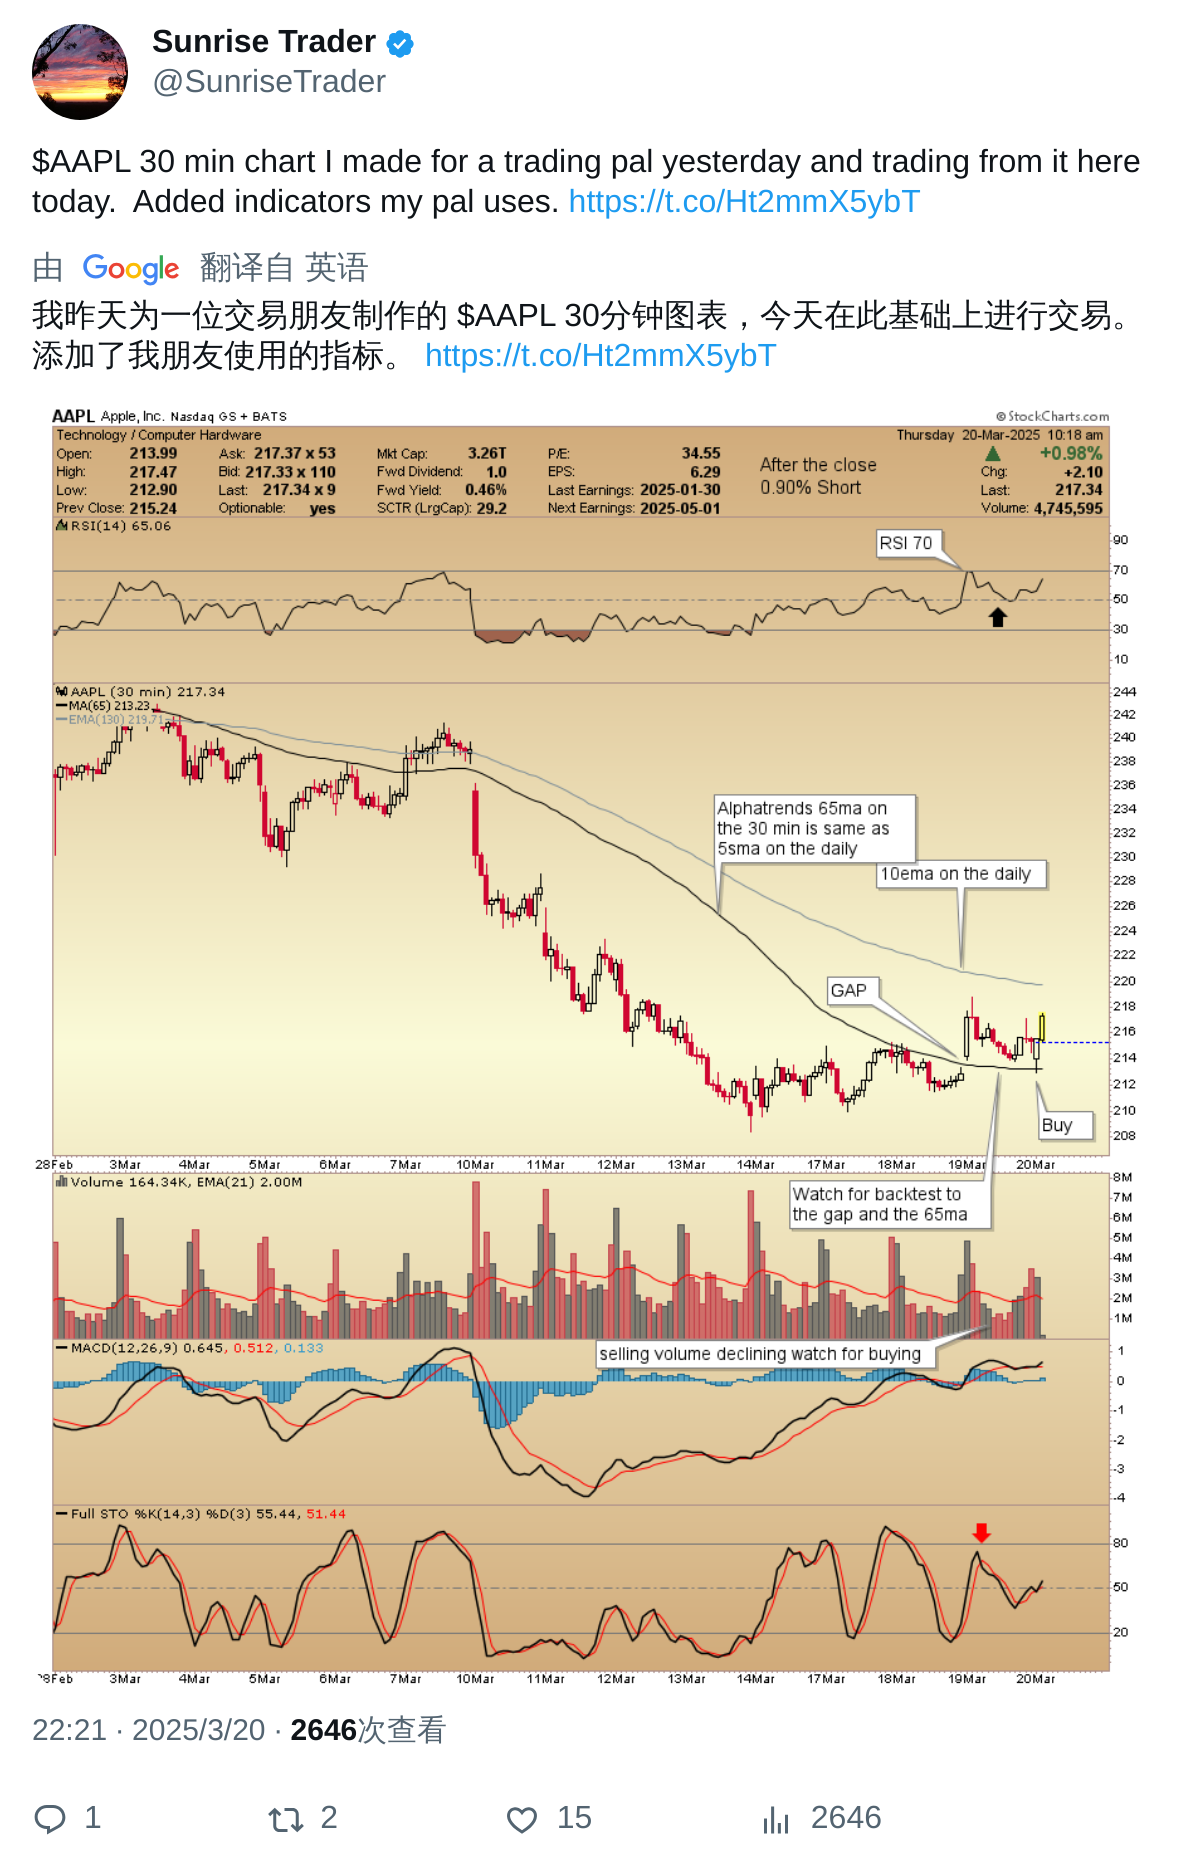 Sunrise Trader
@SunriseTrader
$AAPL 30 min chart I made for a trading pal yesterday and trading from it here
today.  Added indicators my pal uses. https://t.co/Ht2mmX5ybT
由 Google 翻译自 英语
我昨天为一位交易朋友制作的 $AAPL 30分钟图表，今天在此基础上进行交易。
添加了我朋友使用的指标。 https://t.co/Ht2mmX5ybT
AAPL Apple, Inc. Nasdaq GS + BATS
© StockCharts.com
Technology / Computer Hardware
Thursday 20-Mar-2025 10:18 am
Open: 213.99 Ask: 217.37 x 53 Mkt Cap: 3.26T P/E: 34.55 +0.98%
High: 217.47 Bid: 217.33 x 110 Fwd Dividend: 1.0 EPS: 6.29 Chg: +2.10
Low: 212.90 Last: 217.34 x 9 Fwd Yield: 0.46% Last Earnings: 2025-01-30 Last: 217.34
Prev Close: 215.24 Optionable: yes SCTR (LrgCap): 29.2 Next Earnings: 2025-05-01 Volume: 4,745,595
After the close
0.90% Short
RSI(14) 65.06
RSI 70
90
70
50
30
10
AAPL (30 min) 217.34
MA(65) 213.23
EMA(130) 219.71
244
242
240
238
236
234
232
230
228
226
224
222
220
218
216
214
212
210
208
Alphatrends 65ma on
the 30 min is same as
5sma on the daily
10ema on the daily
GAP
Buy
28Feb 3Mar 4Mar 5Mar 6Mar 7Mar 10Mar 11Mar 12Mar 13Mar 14Mar 17Mar 18Mar 19Mar 20Mar
Volume 164.34K, EMA(21) 2.00M
Watch for backtest to
the gap and the 65ma
8M
7M
6M
5M
4M
3M
2M
1M
MACD(12,26,9) 0.645, 0.512, 0.133
selling volume declining watch for buying
1
0
-1
-2
-3
-4
Full STO %K(14,3) %D(3) 55.44, 51.44
80
50
20
8Feb 3Mar 4Mar 5Mar 6Mar 7Mar 10Mar 11Mar 12Mar 13Mar 14Mar 17Mar 18Mar 19Mar 20Mar
22:21 · 2025/3/20 · 2646次查看
1 2 15 2646